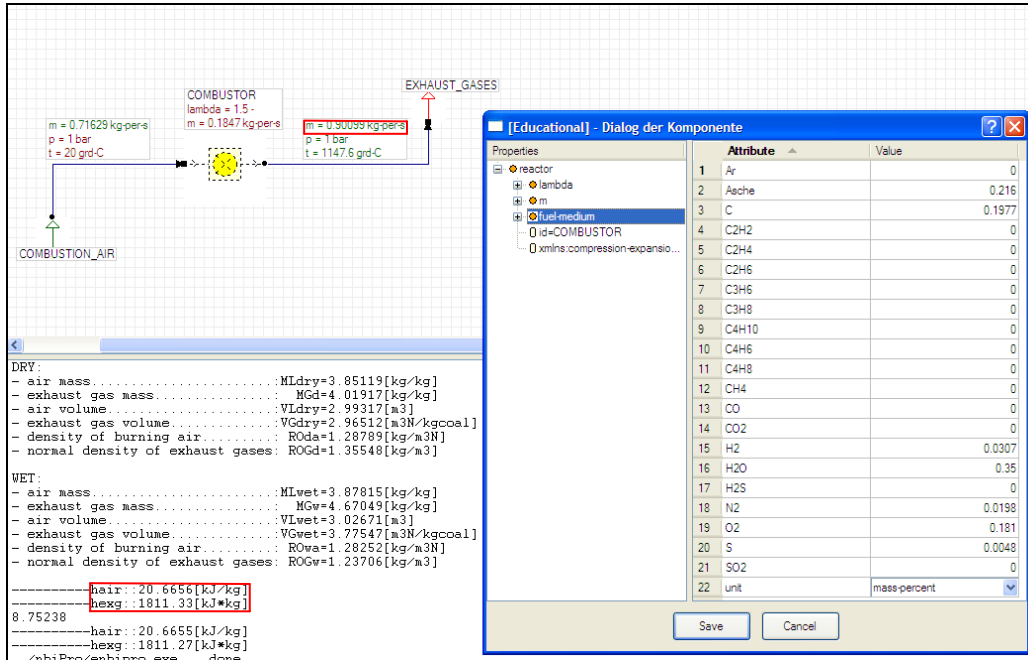 EXHAUST_GASES
COMBUSTOR
lambda = 1.5 -
m = 0.1847 kg-per-s
m = 0.71629 kg-per-s
p = 1 bar
t = 20 grd-C
m = 0.90099 kg-per-s
p = 1 bar
t = 1147.6 grd-C
COMBUSTION_AIR
DRY:
- air mass.......................:MLdry=3.85119[kg/kg]
- exhaust gas mass...............:  MGd=4.01917[kg/kg]
- air volume.....................:VLdry=2.99317[m3]
- exhaust gas volume.............:VGdry=2.96512[m3N/kgcoal]
- density of burning air.........: ROda=1.28789[kg/m3N]
- normal density of exhaust gases: ROGd=1.35548[kg/m3]
WET:
- air mass.......................:MLwet=3.87815[kg/kg]
- exhaust gas mass...............:  MGw=4.67049[kg/kg]
- air volume.....................:VLwet=3.02671[m3]
- exhaust gas volume.............:VGwet=3.77547[m3N/kgcoal]
- density of burning air.........: ROwa=1.28252[kg/m3N]
- normal density of exhaust gases: ROGw=1.23706[kg/m3]
----------hair::20.6656[kJ/kg]
----------hexg::1811.33[kJ*kg]
8.75238
----------hair::20.6655[kJ/kg]
----------hexg::1811.27[kJ*kg]
[Educational] - Dialog der Komponente
Properties
reactor
lambda
m
fuel-medium
id=COMBUSTOR
xmlns:compression-expansio...
Attribute Value
1 Ar 0
2 Asche 0.216
3 C 0.1977
4 C2H2 0
5 C2H4 0
6 C2H6 0
7 C3H6 0
8 C3H8 0
9 C4H10 0
10 C4H6 0
11 C4H8 0
12 CH4 0
13 CO 0
14 CO2 0
15 H2 0.0307
16 H2O 0.35
17 H2S 0
18 N2 0.0198
19 O2 0.181
20 S 0.0048
21 SO2 0
22 unit mass-percent
Save Cancel